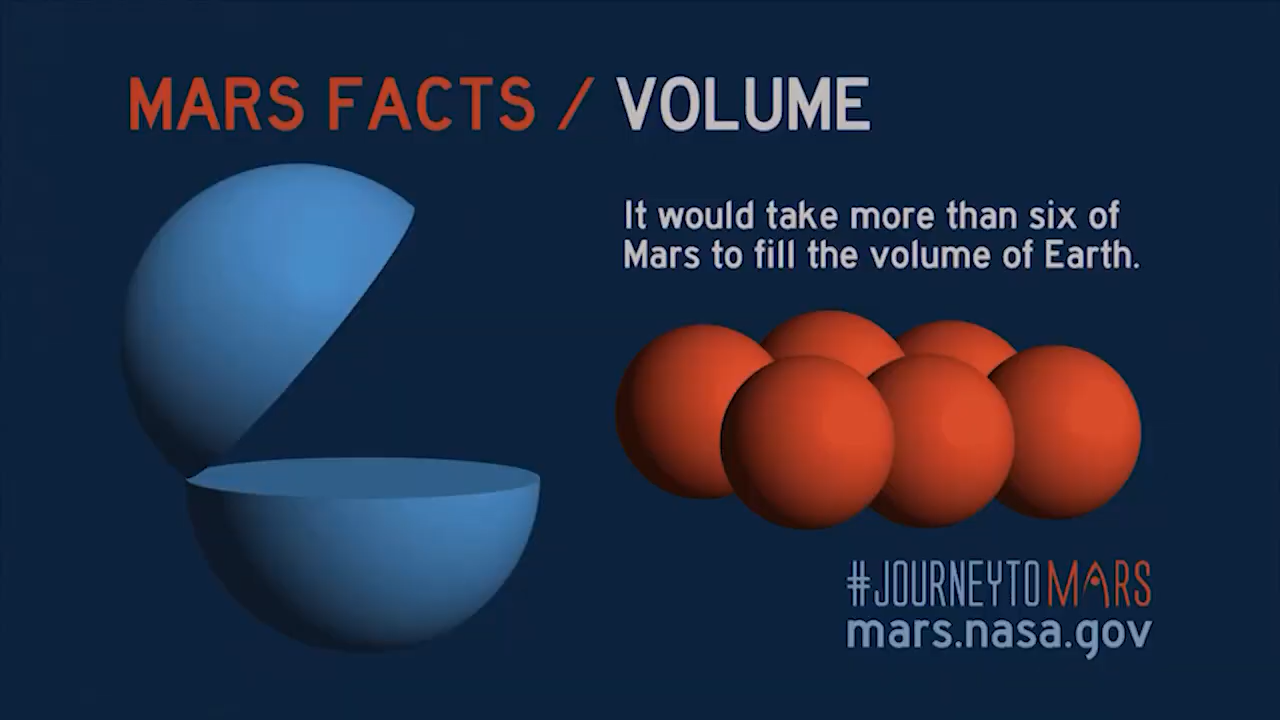 MARS FACTS / VOLUME
It would take more than six of
Mars to fill the volume of Earth.
#JOURNEYTOMARS
mars.nasa.gov